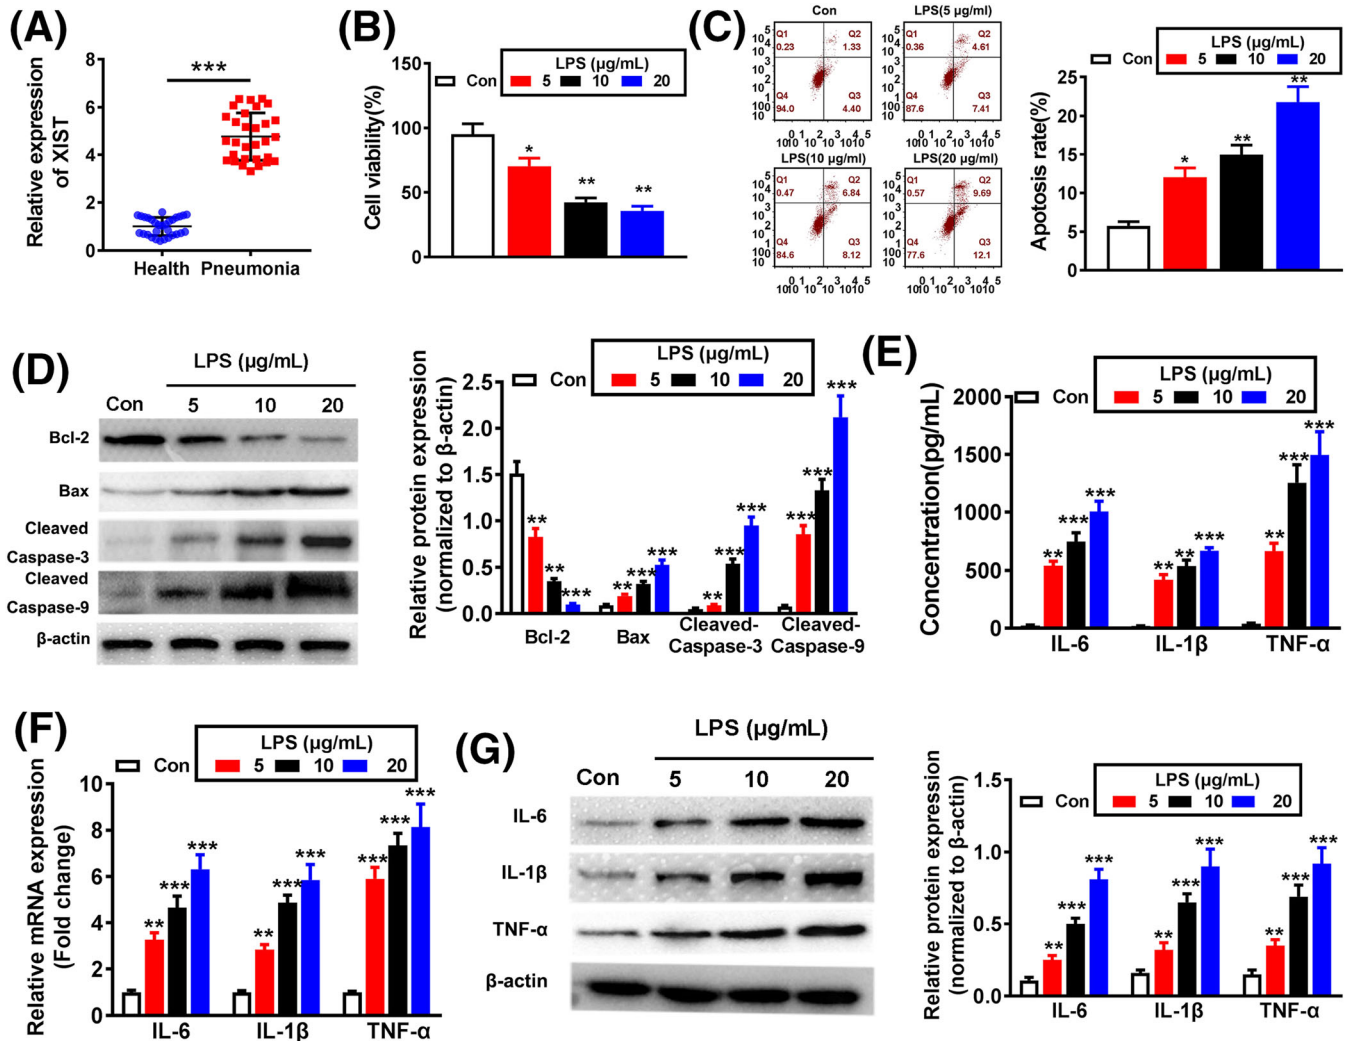 (A)
Relative expression
of XIST
8
6
4
2
0
***
Health Pneumonia
(B)
LPS (μg/mL)
Con 5 10 20
Cell viability(%)
150
100
50
0
*
**
**
(C)
Con
Q1
0.23
Q2
1.33
Q4
94.0
Q3
4.40
LPS(5 μg/ml)
Q1
0.36
Q2
4.61
Q4
87.6
Q3
7.41
LPS(10 μg/ml)
Q1
0.47
Q2
6.84
Q4
84.6
Q3
8.12
LPS(20 μg/ml)
Q1
0.57
Q2
9.69
Q4
77.6
Q3
12.1
LPS (μg/mL)
Con 5 10 20
Apotosis rate(%)
25
20
15
10
5
0
*
**
**
(D)
LPS (μg/mL)
Con 5 10 20
Bcl-2
Bax
Cleaved
Caspase-3
Cleaved
Caspase-9
β-actin
LPS (μg/mL)
Con 5 10 20
Relative protein expression
(normalized to β-actin)
2.5
2.0
1.5
1.0
0.5
0.0
** ** ***
** *** ***
** *** ***
*** *** ***
Bcl-2 Bax Cleaved-
Caspase-3 Cleaved-
Caspase-9
(E)
LPS (μg/mL)
Con 5 10 20
Concentration(pg/mL)
2000
1500
1000
500
0
** *** ***
** ** ***
** *** ***
IL-6 IL-1β TNF-α
(F)
LPS (μg/mL)
Con 5 10 20
Relative mRNA expression
(Fold change)
10
8
6
4
2
0
** *** ***
** *** ***
*** *** ***
IL-6 IL-1β TNF-α
(G)
LPS (μg/mL)
Con 5 10 20
IL-6
IL-1β
TNF-α
β-actin
LPS (μg/mL)
Con 5 10 20
Relative protein expression
(normalized to β-actin)
1.5
1.0
0.5
0.0
** *** ***
** *** ***
** *** ***
IL-6 IL-1β TNF-α